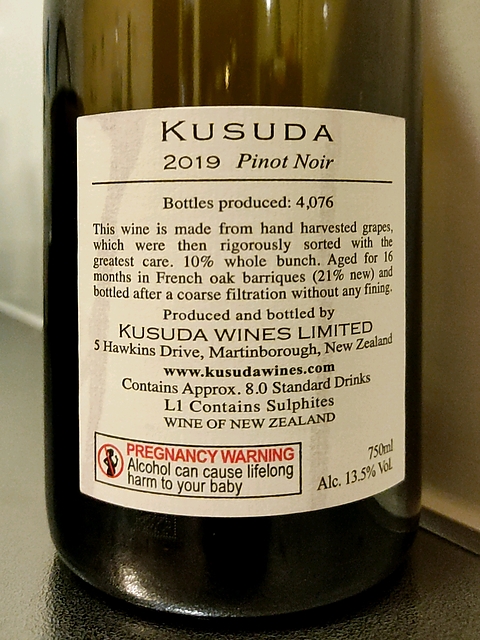 KUSUDA
2019 Pinot Noir
Bottles produced: 4,076
This wine is made from hand harvested grapes,
which were then rigorously sorted with the
greatest care. 10% whole bunch. Aged for 16
months in French oak barriques (21% new) and
bottled after a coarse filtration without any fining.
Produced and bottled by
KUSUDA WINES LIMITED
5 Hawkins Drive, Martinborough, New Zealand
www.kusudawines.com
Contains Approx. 8.0 Standard Drinks
L1 Contains Sulphites
WINE OF NEW ZEALAND
PREGNANCY WARNING
Alcohol can cause lifelong
harm to your baby
750ml
Alc. 13.5% Vol.